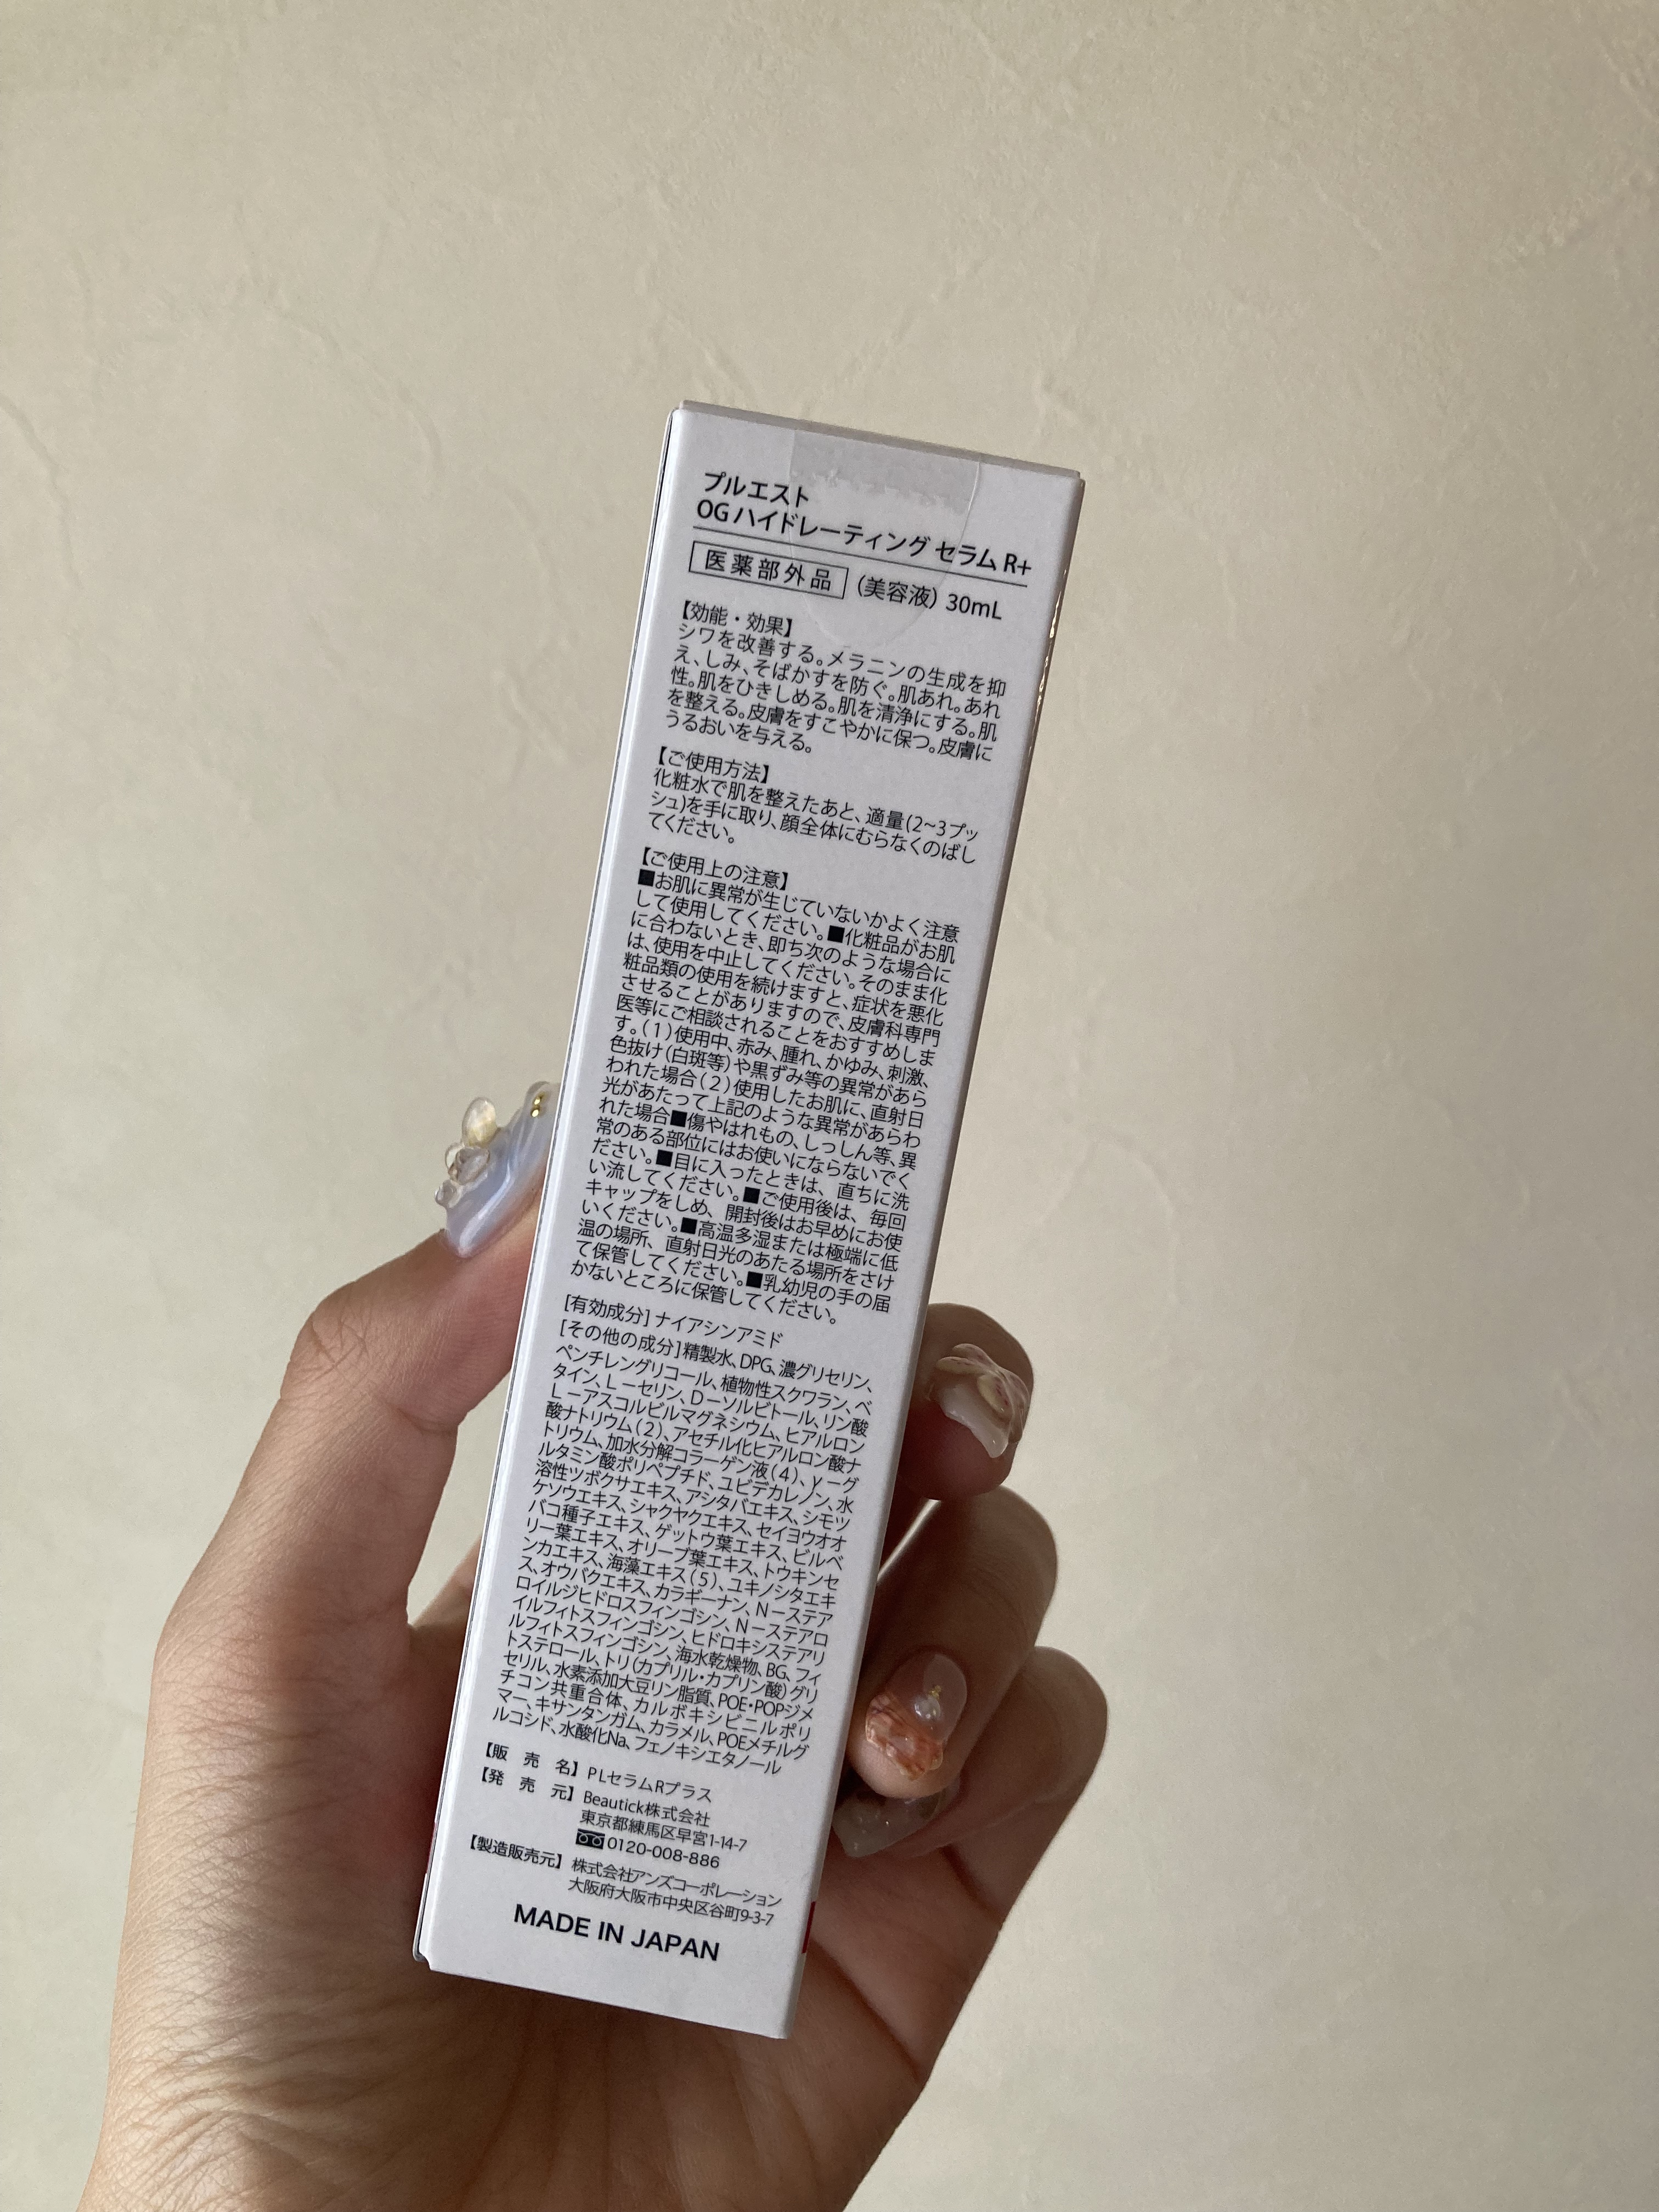 プルエスト
OGハイドレーティング セラム R+
医薬部外品 （美容液） 30mL
【効能・効果】
シワを改善する。メラニンの生成を抑
え、しみ、そばかすを防ぐ。肌あれ。あれ
性。肌をひきしめる。肌を清浄にする。肌
を整える。皮膚をすこやかに保つ。皮膚に
うるおいを与える。
【ご使用方法】
化粧水で肌を整えたあと、適量(2~3プッ
シュ)を手に取り、顔全体にむらなくのばし
てください。
【ご使用上の注意】
■お肌に異常が生じていないかよく注意
して使用してください。■化粧品がお肌
に合わないとき、即ち次のような場合に
は、使用を中止してください。そのまま化
粧品類の使用を続けますと、症状を悪化
させることがありますので、皮膚科専門
医等にご相談されることをおすすめしま
す。（1）使用中、赤み、腫れ、かゆみ、刺激、
色抜け（白斑等）や黒ずみ等の異常があら
われた場合（2）使用したお肌に、直射日
光があたって上記のような異常があらわ
れた場合■傷やはれもの、しっしん等、異
常のある部位にはお使いにならないでく
ださい。■目に入ったときは、直ちに洗
い流してください。■ご使用後は、毎回
キャップをしめ、開封後はお早めにお使
いください。■高温多湿または極端に低
温の場所、直射日光のあたる場所をさけ
て保管してください。■乳幼児の手の届
かないところに保管してください。
[有効成分] ナイアシンアミド
[その他の成分]精製水、DPG、濃グリセリン、
ペンチレングリコール、植物性スクワラン、ベ
タイン、L－セリン、D－ソルビトール、リン酸
L－アスコルビルマグネシウム、ヒアルロン
酸ナトリウム（2）、アセチル化ヒアルロン酸ナ
トリウム、加水分解コラーゲン液（4）、γ－グ
ルタミン酸ポリペプチド、ユビデカレノン、水
溶性ツボクサエキス、アシタバエキス、シモツ
ケソウエキス、シャクヤクエキス、セイヨウオオ
バコ種子エキス、ゲットウ葉エキス、ビルベ
リー葉エキス、オリーブ葉エキス、トウキンセ
ンカエキス、海藻エキス（5）、ユキノシタエキ
ス、オウバクエキス、カラギーナン、N－ステア
ロイルジヒドロスフィンゴシン、N－ステアロ
イルフィトスフィンゴシン、ヒドロキシステアリ
ルフィトスフィンゴシン、海水乾燥物、BG、フィ
トステロール、トリ（カプリル・カプリン酸）グリ
セリル、水素添加大豆リン脂質、POE・POPジメ
チコン共重合体、カルボキシビニルポリ
マー、キサンタンガム、カラメル、POEメチルグ
ルコシド、水酸化Na、フェノキシエタノール
【販 売 名】PLセラムRプラス
【発 売 元】Beautick株式会社
東京都練馬区早宮1-14-7
0120-008-886
【製造販売元】株式会社アンズコーポレーション
大阪府大阪市中央区谷町9-3-7
MADE IN JAPAN